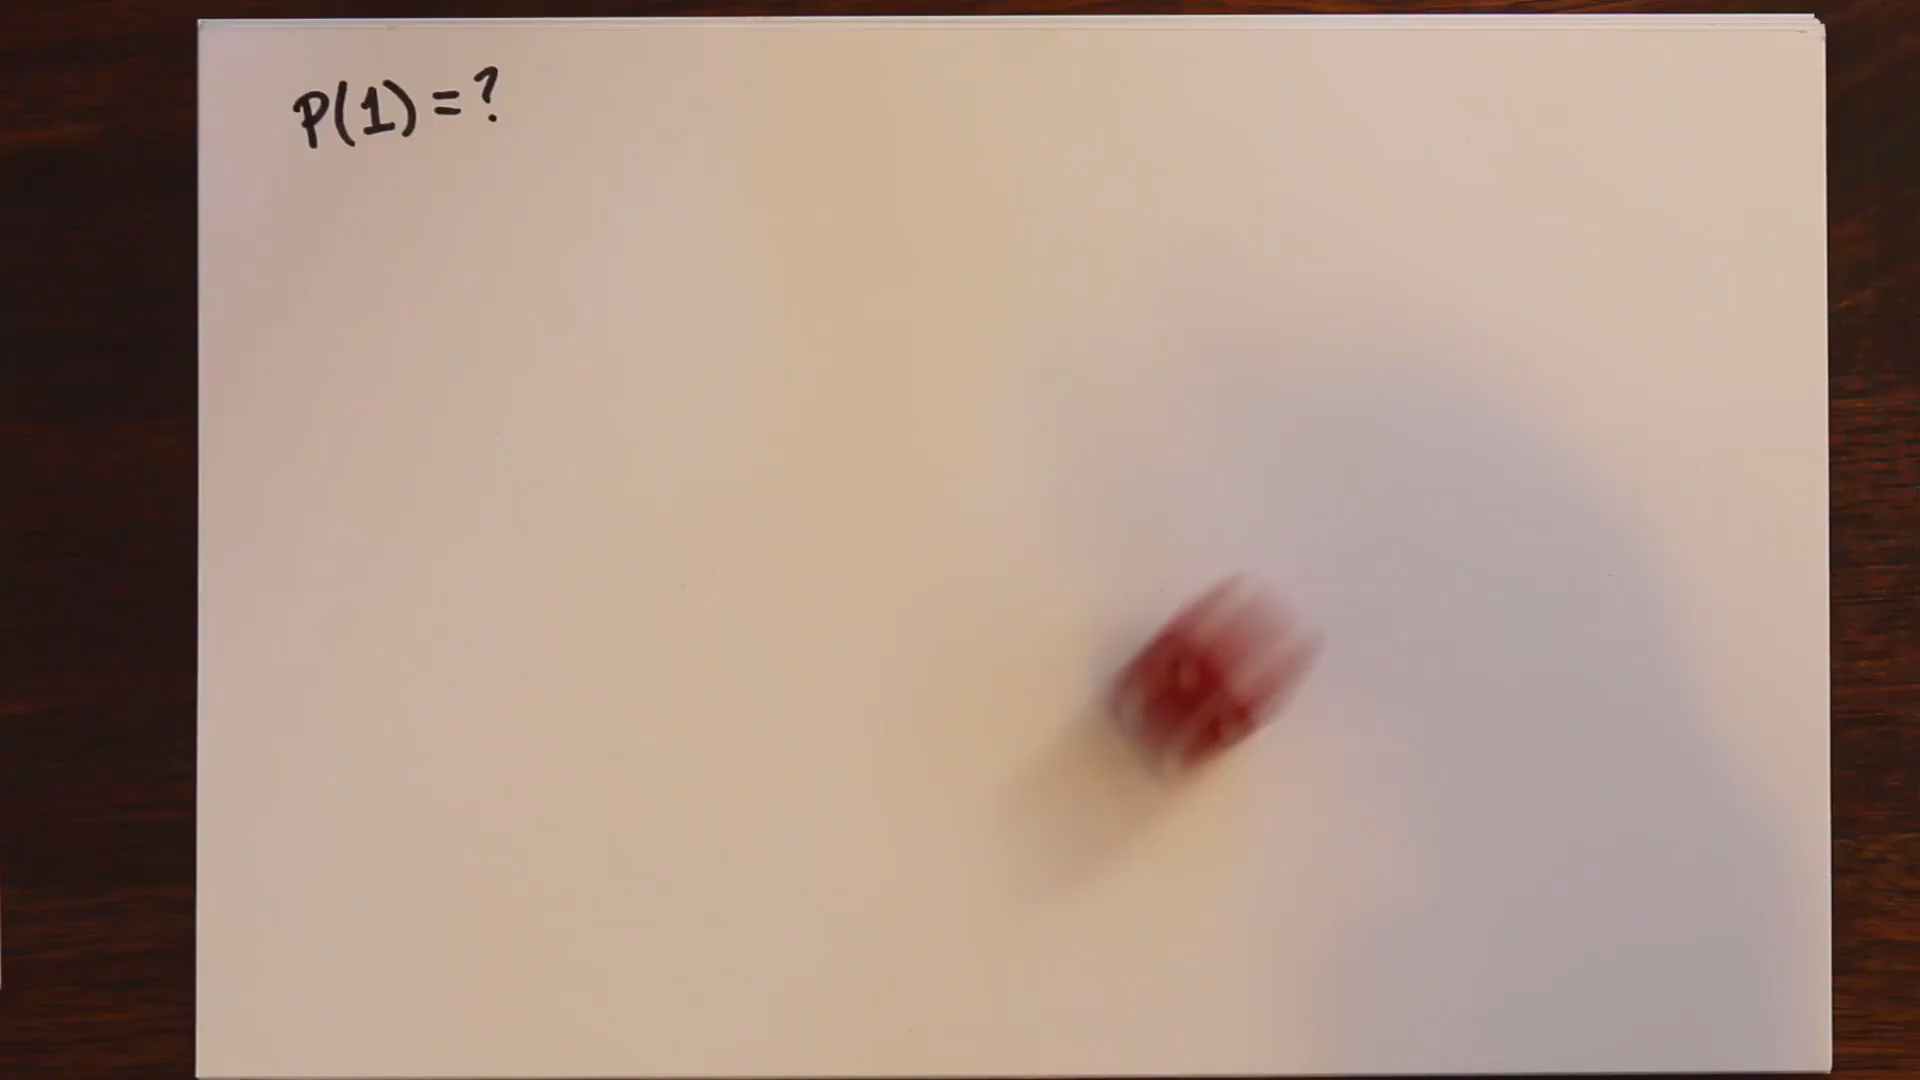 P(1) = ?